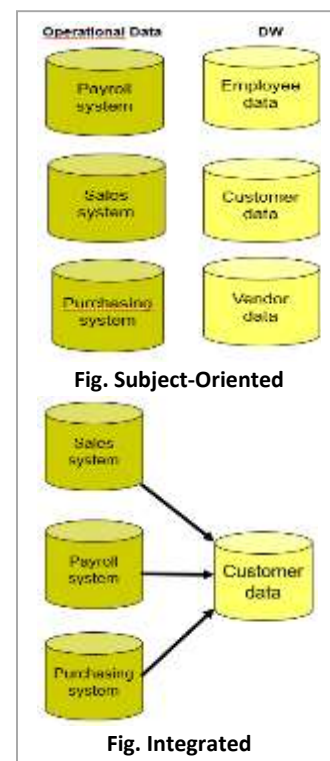 Operational Data DW
Payroll
system
Employee
data
Sales
system
Customer
data
Purchasing
system
Vendor
data
Fig. Subject-Oriented
Sales
system
Payroll
system
Customer
data
Purchasing
system
Fig. Integrated